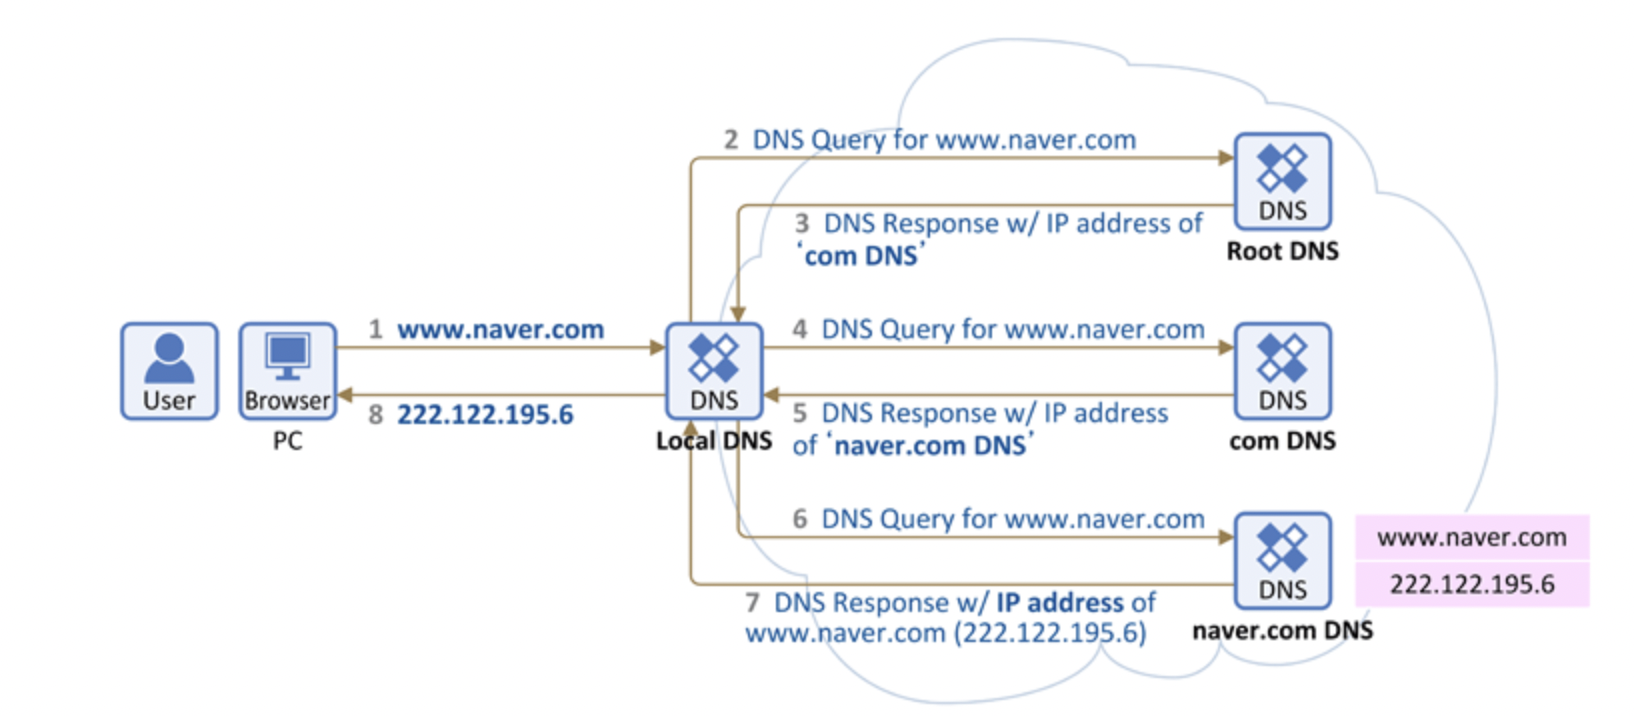 2 DNS Query for www.naver.com
DNS
Root DNS
3 DNS Response w/ IP address of
‘com DNS’
User
Browser
PC
1 www.naver.com
8 222.122.195.6
DNS
Local DNS
4 DNS Query for www.naver.com
5 DNS Response w/ IP address
of ‘naver.com DNS’
DNS
com DNS
6 DNS Query for www.naver.com
DNS
naver.com DNS
www.naver.com
222.122.195.6
7 DNS Response w/ IP address of
www.naver.com (222.122.195.6)